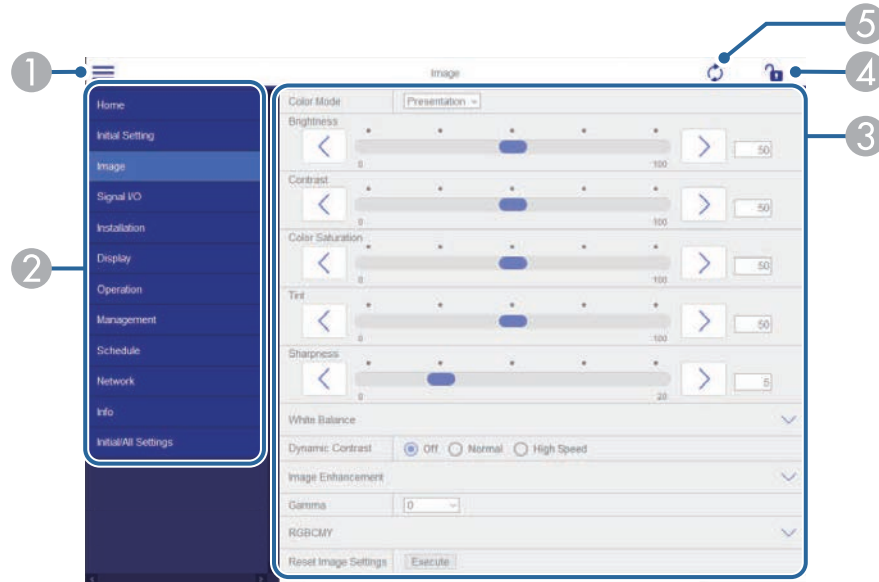 5
1
Image
4
Home
Initial Setting
Image
Signal I/O
Installation
Display
Operation
Management
Schedule
Network
Info
Initial/All Settings
2
Color Mode
Presentation
3
Brightness
0
100
50
Contrast
0
100
50
Color Saturation
0
100
50
Tint
0
100
50
Sharpness
0
20
5
White Balance
Dynamic Contrast
Off
Normal
High Speed
Image Enhancement
Gamma
0
RGBCMY
Reset Image Settings
Execute